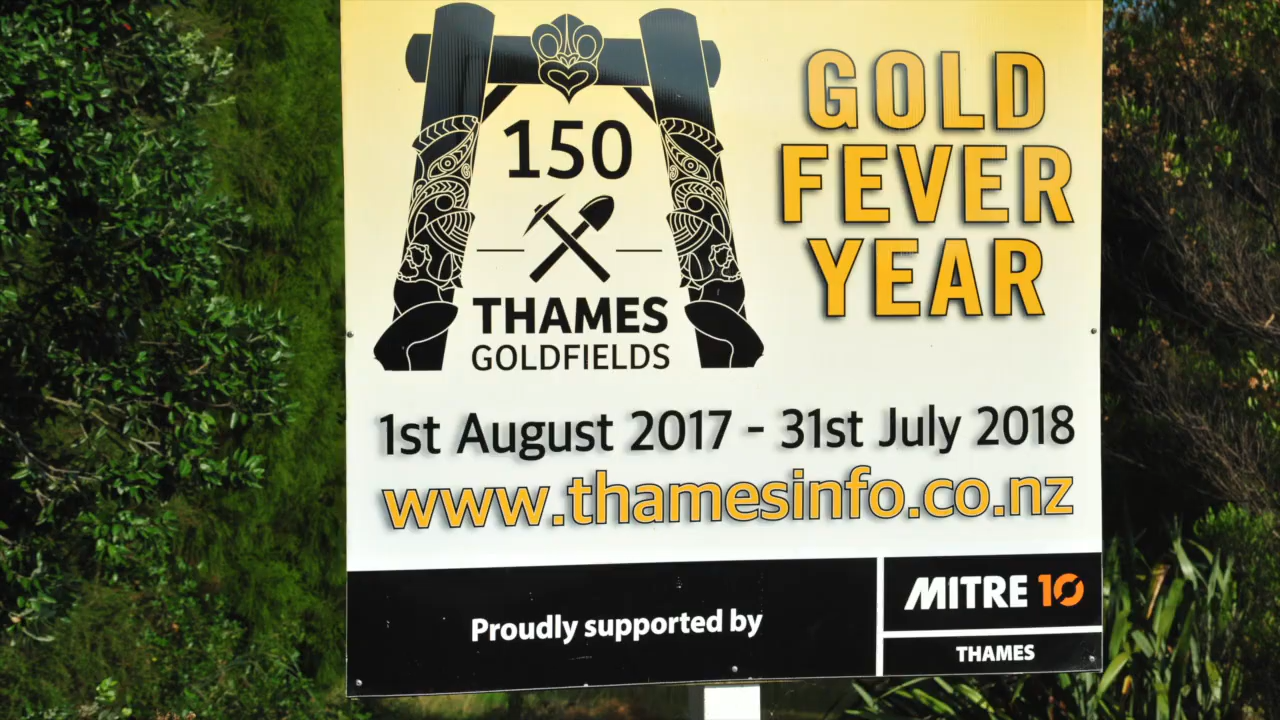 150
THAMES
GOLDFIELDS
GOLD
FEVER
YEAR
1st August 2017 - 31st July 2018
www.thamesinfo.co.nz
Proudly supported by
MITRE 10
THAMES